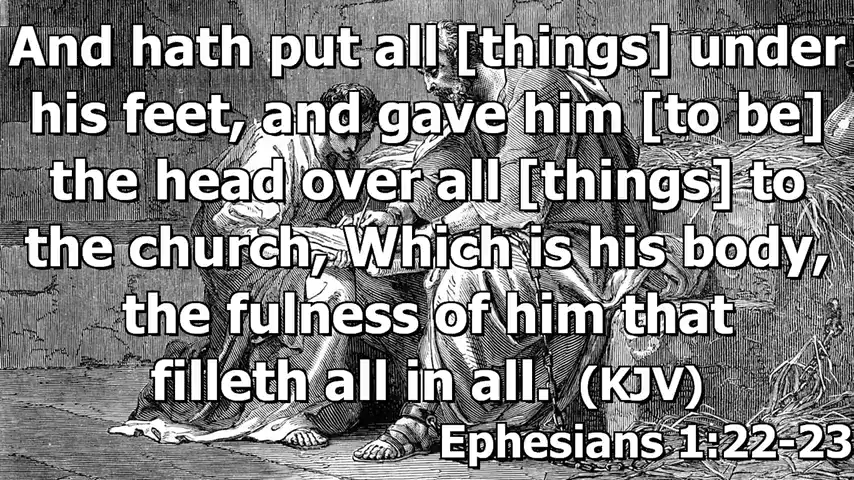 And hath put all [things] under
his feet, and gave him [to be]
the head over all [things] to
the church, Which is his body,
the fulness of him that
filleth all in all. (KJV)
Ephesians 1:22-23